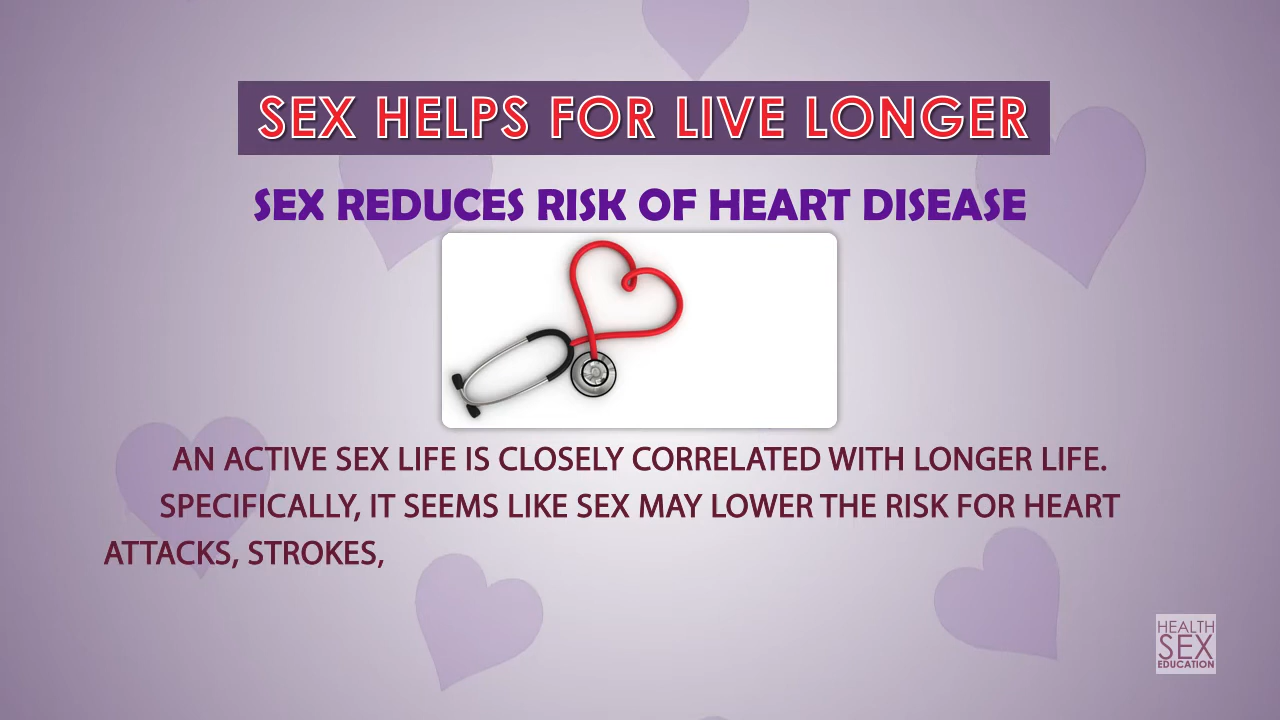 SEX HELPS FOR LIVE LONGER
SEX REDUCES RISK OF HEART DISEASE
AN ACTIVE SEX LIFE IS CLOSELY CORRELATED WITH LONGER LIFE.
SPECIFICALLY, IT SEEMS LIKE SEX MAY LOWER THE RISK FOR HEART
ATTACKS, STROKES,
HEALTH
SEX
EDUCATION